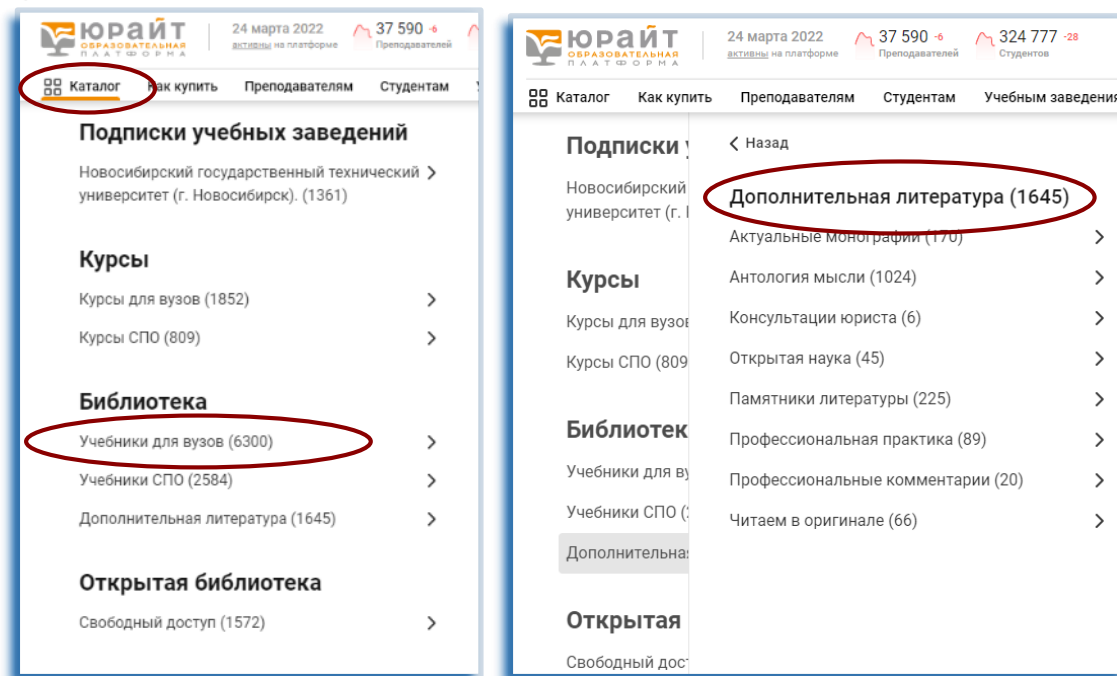 ЮРАЙТ
ОБРАЗОВАТЕЛЬНАЯ
ПЛАТФОРМА
24 марта 2022
активны на платформе
37 590 -6
Преподавателей
Каталог Как купить Преподавателям Студентам
Подписки учебных заведений
Новосибирский государственный технический
университет (г. Новосибирск). (1361)
Курсы
Курсы для вузов (1852)
Курсы СПО (809)
Библиотека
Учебники для вузов (6300)
Учебники СПО (2584)
Дополнительная литература (1645)
Открытая библиотека
Свободный доступ (1572)
ЮРАЙТ
ОБРАЗОВАТЕЛЬНАЯ
ПЛАТФОРМА
24 марта 2022
активны на платформе
37 590 -6
Преподавателей
324 777 -28
Студентов
Каталог Как купить Преподавателям Студентам Учебным заведения
Подписки
Новосибирский
университет (г.
Курсы
Курсы для вузов
Курсы СПО (809
Библиотек
Учебники для ву
Учебники СПО (
Дополнительна
Открытая
Свободный дос
Назад
Дополнительная литература (1645)
Актуальные монографии (170)
Антология мысли (1024)
Консультации юриста (6)
Открытая наука (45)
Памятники литературы (225)
Профессиональная практика (89)
Профессиональные комментарии (20)
Читаем в оригинале (66)